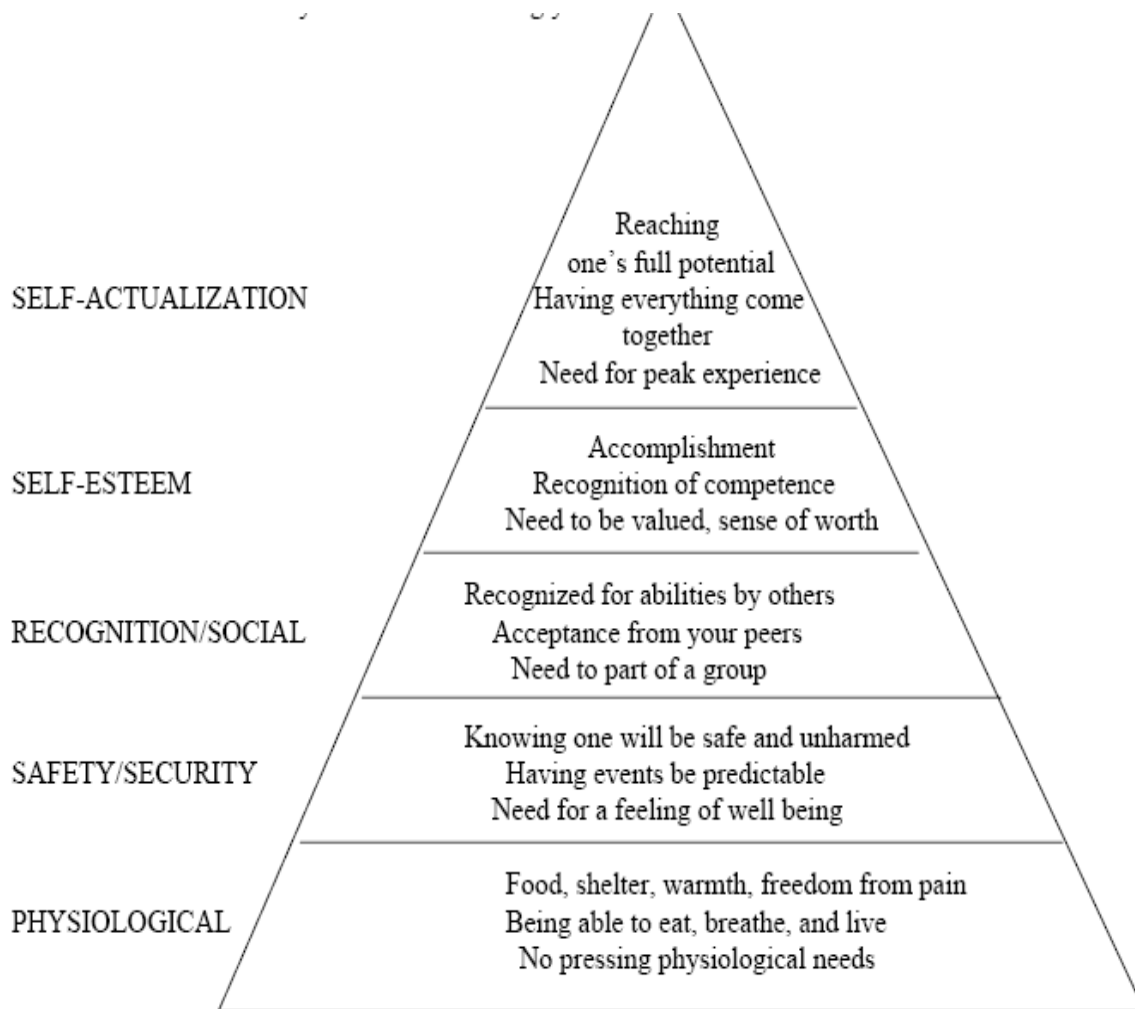 Reaching
one’s full potential
SELF-ACTUALIZATION
Having everything come
together
Need for peak experience
Accomplishment
SELF-ESTEEM
Recognition of competence
Need to be valued, sense of worth
Recognized for abilities by others
RECOGNITION/SOCIAL
Acceptance from your peers
Need to part of a group
Knowing one will be safe and unharmed
SAFETY/SECURITY
Having events be predictable
Need for a feeling of well being
Food, shelter, warmth, freedom from pain
PHYSIOLOGICAL
Being able to eat, breathe, and live
No pressing physiological needs